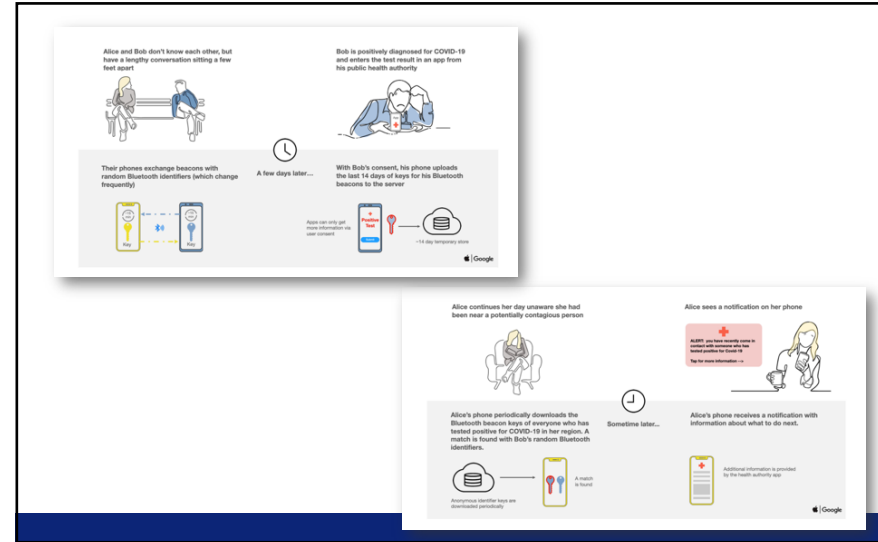 Alice and Bob don't know each other, but
have a lengthy conversation sitting a few
feet apart
Bob is positively diagnosed for COVID-19
and enters the test result in an app from
his public health authority
Their phones exchange beacons with
random Bluetooth identifiers (which change
frequently)
A few days later...
With Bob's consent, his phone uploads
the last 14 days of keys for his Bluetooth
beacons to the server
Key
Key
Apps can only get
more information via
user consent
Positive
Test
~14 day temporary store
Google
Alice continues her day unaware she had
been near a potentially contagious person
Alice sees a notification on her phone
ALERT: you have recently come in
contact with someone who has
tested positive for Covid-19
Tap for more information -->
Alice's phone periodically downloads the
Bluetooth beacon keys of everyone who has
tested positive for COVID-19 in her region. A
match is found with Bob's random Bluetooth
identifiers.
Sometime later...
Alice's phone receives a notification with
information about what to do next.
A match
is found
Anonymous identifier keys are
downloaded periodically
Additional information is provided
by the health authority app
Google